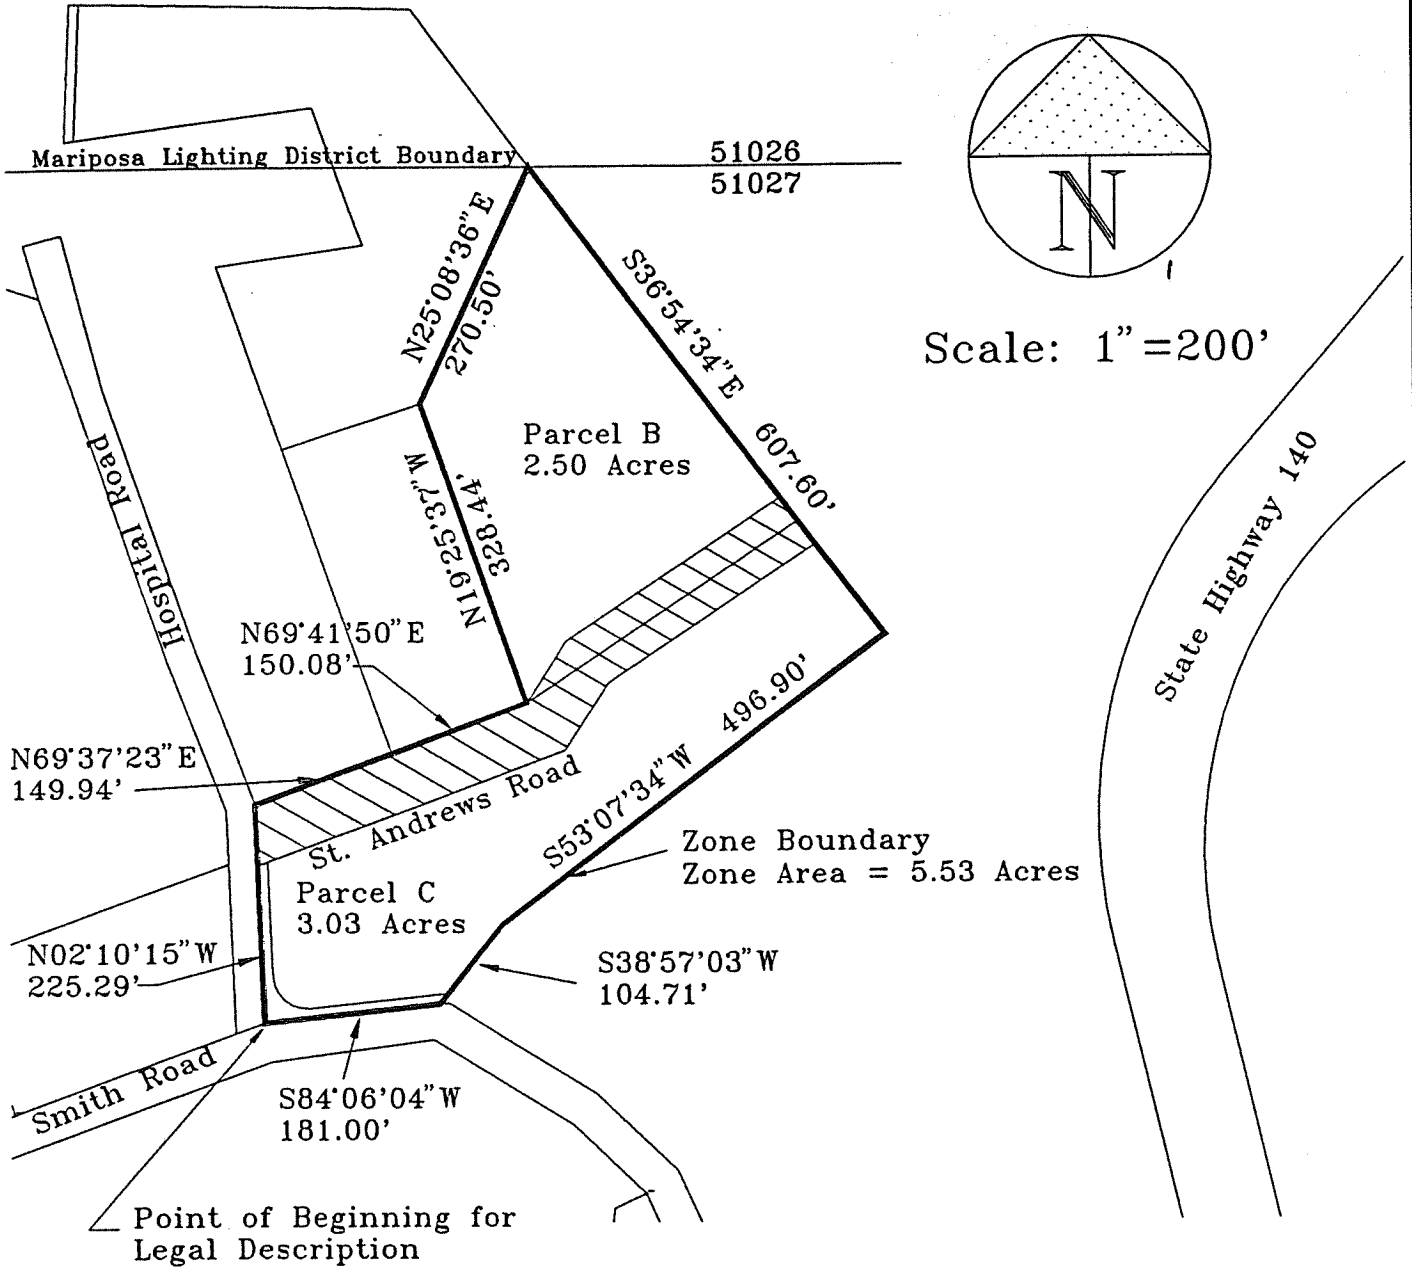 Mariposa Lighting District Boundary
51026
51027
N
Scale: 1"=200'
N25°08'36"E
270.50'
S36°54'34"E 607.60'
Parcel B
2.50 Acres
Hospital Road
N19°25'37"W
328.44'
State Highway 140
N69°41'50"E
150.08'
N69°37'23"E
149.94'
St. Andrews Road
S53°07'34"W 496.90'
Zone Boundary
Zone Area = 5.53 Acres
Parcel C
3.03 Acres
N02°10'15"W
225.29'
S38°57'03"W
104.71'
Smith Road
S84°06'04"W
181.00'
Point of Beginning for
Legal Description